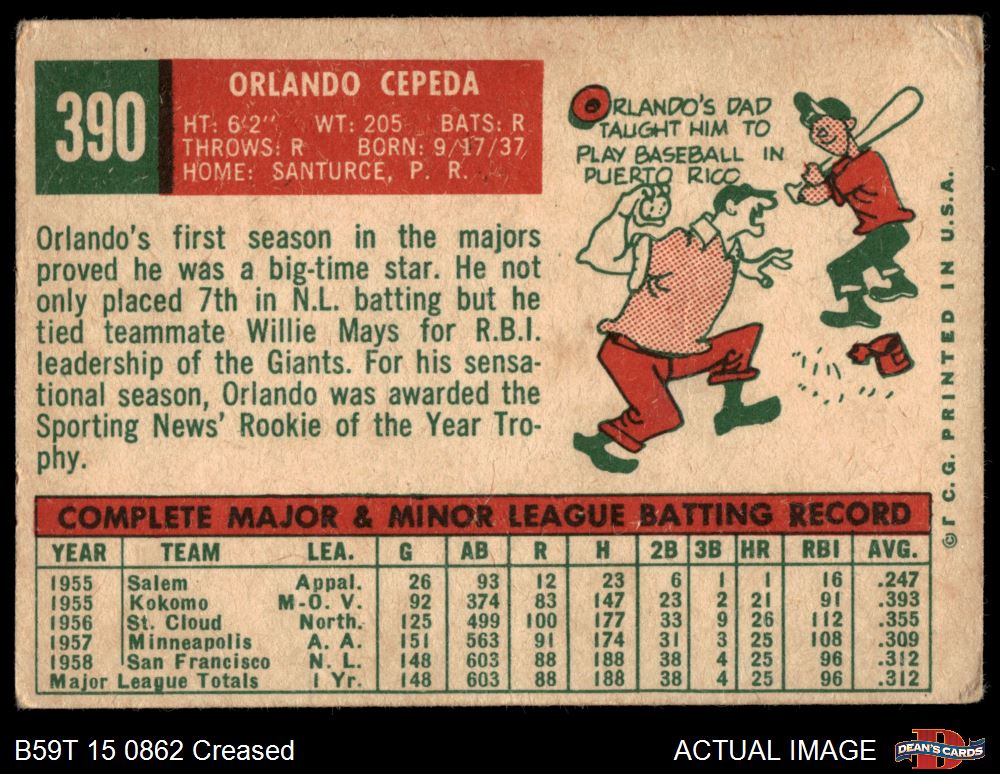 390
ORLANDO CEPEDA
HT: 6'2" WT: 205 BATS: R
THROWS: R BORN: 9/17/37
HOME: SANTURCE, P. R.
ORLANDO'S DAD
TAUGHT HIM TO
PLAY BASEBALL IN
PUERTO RICO
Orlando's first season in the majors
proved he was a big-time star. He not
only placed 7th in N.L. batting but he
tied teammate Willie Mays for R.B.I.
leadership of the Giants. For his sensa-
tional season, Orlando was awarded the
Sporting News' Rookie of the Year Tro-
phy.
© T. C. G. PRINTED IN U.S.A.
COMPLETE MAJOR & MINOR LEAGUE BATTING RECORD
YEAR TEAM LEA. G AB R H 2B 3B HR RBI AVG.
1955 Salem Appal. 26 93 12 23 6 1 1 16 .247
1955 Kokomo M-O. V. 92 374 83 147 23 2 21 91 .393
1956 St. Cloud North. 125 499 100 177 33 9 26 112 .355
1957 Minneapolis A. A. 151 563 91 174 31 3 25 108 .309
1958 San Francisco N. L. 148 603 88 188 38 4 25 96 .312
Major League Totals 1 Yr. 148 603 88 188 38 4 25 96 .312
B59T 15 0862 Creased
ACTUAL IMAGE
DEAN'S CARDS